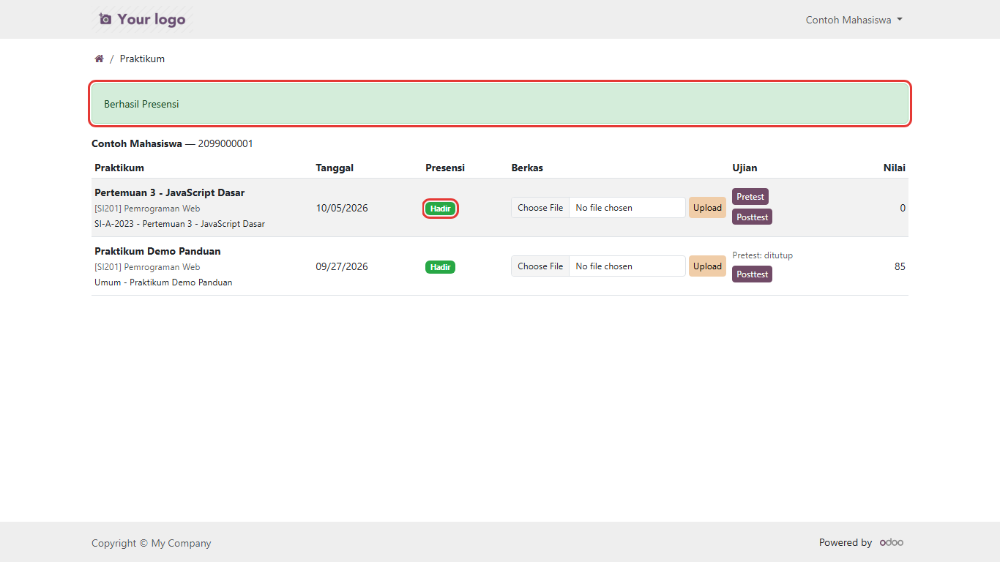 Your logo
Contoh Mahasiswa
/ Praktikum
Berhasil Presensi
Contoh Mahasiswa — 2099000001
Praktikum Tanggal Presensi Berkas Ujian Nilai
Pertemuan 3 - JavaScript Dasar
[SI201] Pemrograman Web
SI-A-2023 - Pertemuan 3 - JavaScript Dasar
10/05/2026
Hadir
Choose File No file chosen
Upload
Pretest
Posttest
0
Praktikum Demo Panduan
[SI201] Pemrograman Web
Umum - Praktikum Demo Panduan
09/27/2026
Hadir
Choose File No file chosen
Upload
Pretest: ditutup
Posttest
85
Copyright © My Company
Powered by odoo